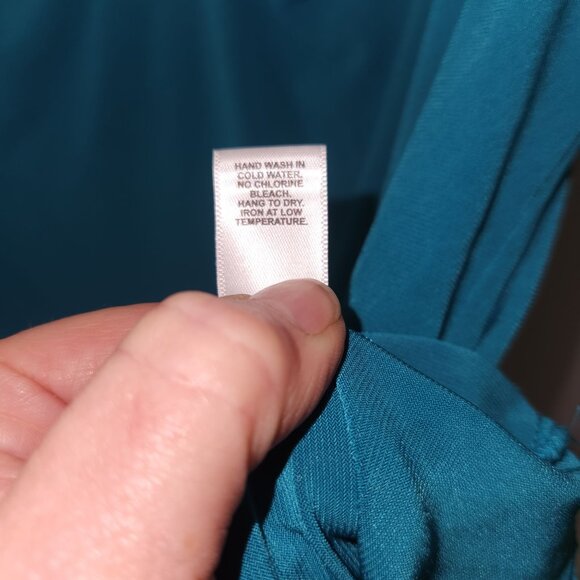 HAND WASH IN
COLD WATER.
NO CHLORINE
BLEACH.
HANG TO DRY.
IRON AT LOW
TEMPERATURE.